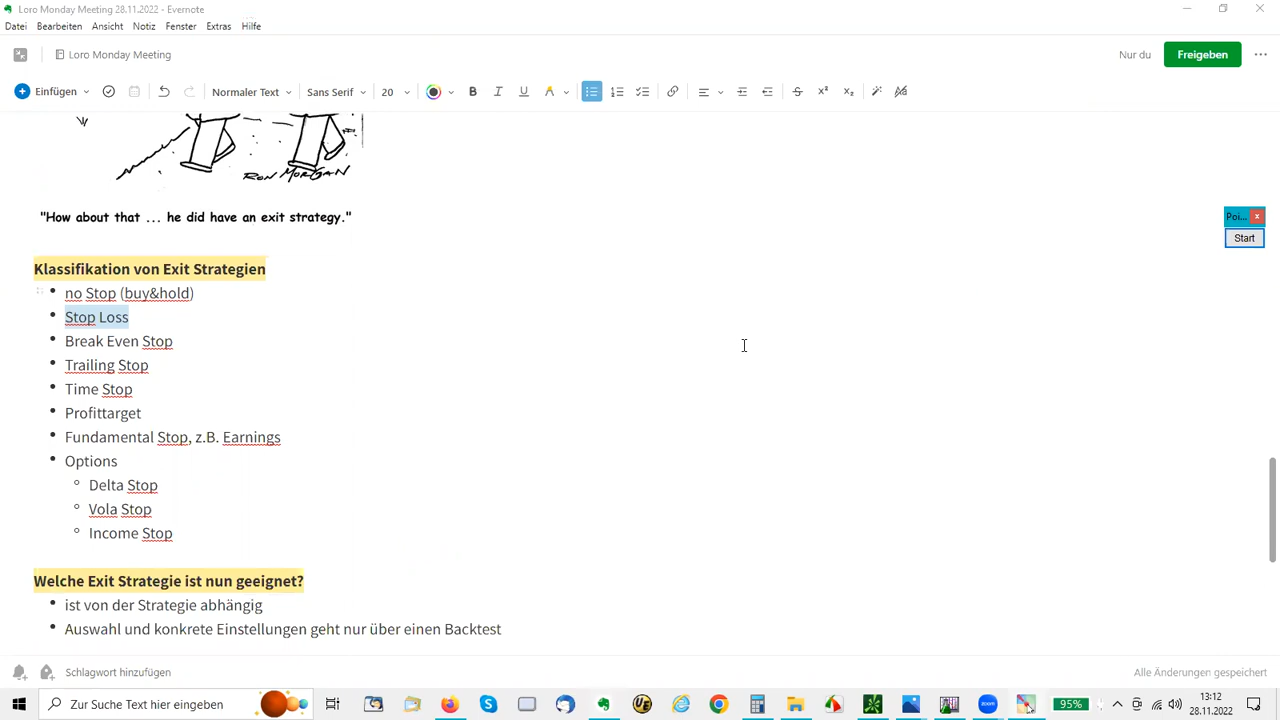 Loro Monday Meeting 28.11.2022 - Evernote
Datei Bearbeiten Ansicht Notiz Fenster Extras Hilfe
Loro Monday Meeting
Nur du
Freigeben
Einfügen
Normaler Text
Sans Serif
20
B I U
RON MORGAN
"How about that ... he did have an exit strategy."
Poi...
Start
Klassifikation von Exit Strategien
no Stop (buy&hold)
Stop Loss
Break Even Stop
Trailing Stop
Time Stop
Profittarget
Fundamental Stop, z.B. Earnings
Options
Delta Stop
Vola Stop
Income Stop
Welche Exit Strategie ist nun geeignet?
ist von der Strategie abhängig
Auswahl und konkrete Einstellungen geht nur über einen Backtest
Schlagwort hinzufügen
Alle Änderungen gespeichert
Zur Suche Text hier eingeben
zoom
95%
13:12
28.11.2022